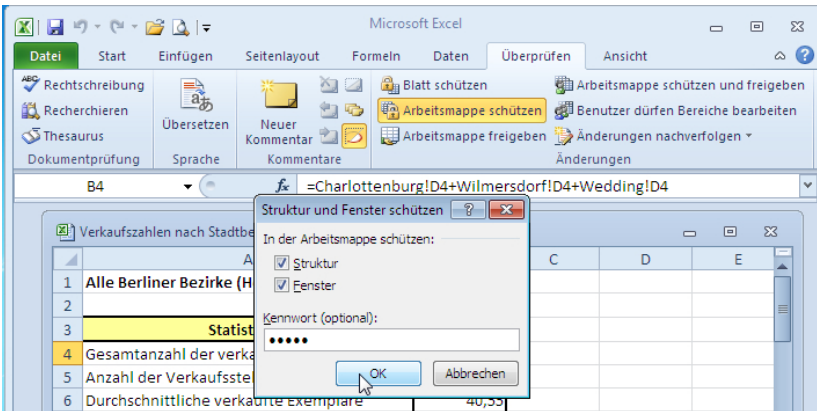 Microsoft Excel
Datei Start Einfügen Seitenlayout Formeln Daten Überprüfen Ansicht
ABC Rechtschreibung
Recherchieren
Thesaurus
Dokumentprüfung
Übersetzen
Sprache
Neuer
Kommentar
Kommentare
Blatt schützen
Arbeitsmappe schützen
Arbeitsmappe freigeben
Arbeitsmappe schützen und freigeben
Benutzer dürfen Bereiche bearbeiten
Änderungen nachverfolgen
Änderungen
B4 fx =Charlottenburg!D4+Wilmersdorf!D4+Wedding!D4
Verkaufszahlen nach Stadtbe
A C D E
1 Alle Berliner Bezirke (H
2
3 Statist
4 Gesamtanzahl der verka
5 Anzahl der Verkaufsstel
6 Durchschnittliche verkaufte Exemplare 40,55
Struktur und Fenster schützen
In der Arbeitsmappe schützen:
Struktur
Fenster
Kennwort (optional):
•••••
OK Abbrechen